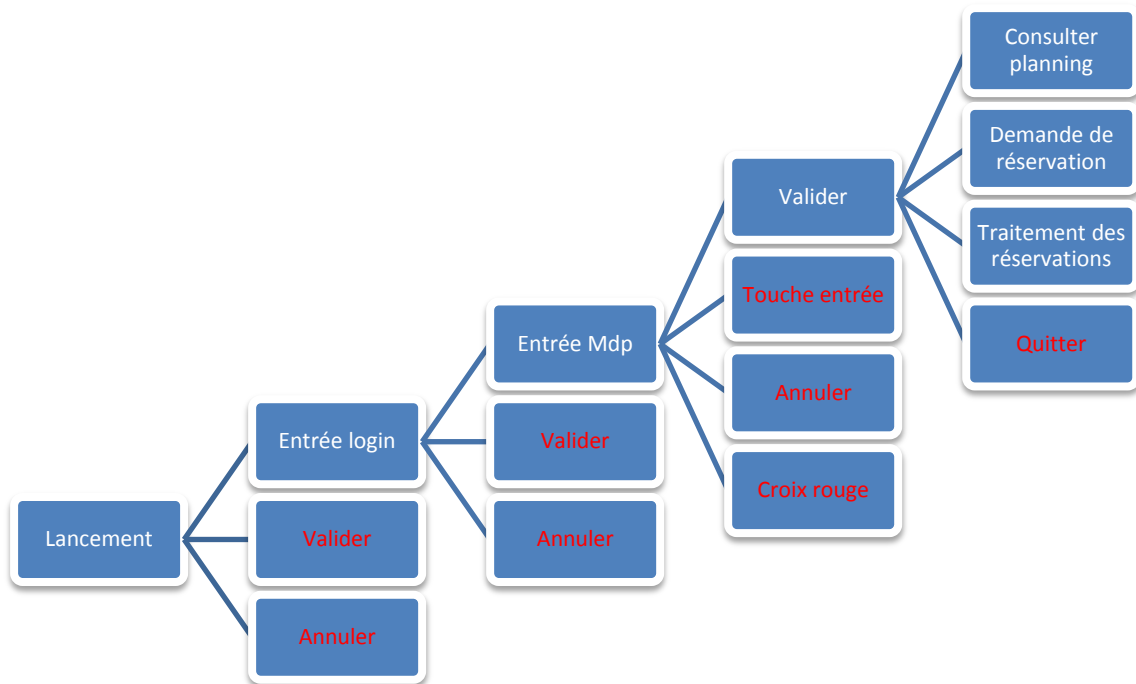 Lancement
Entrée login
Valider
Annuler
Entrée Mdp
Valider
Annuler
Valider
Touche entrée
Annuler
Croix rouge
Consulter
planning
Demande de
réservation
Traitement des
réservations
Quitter